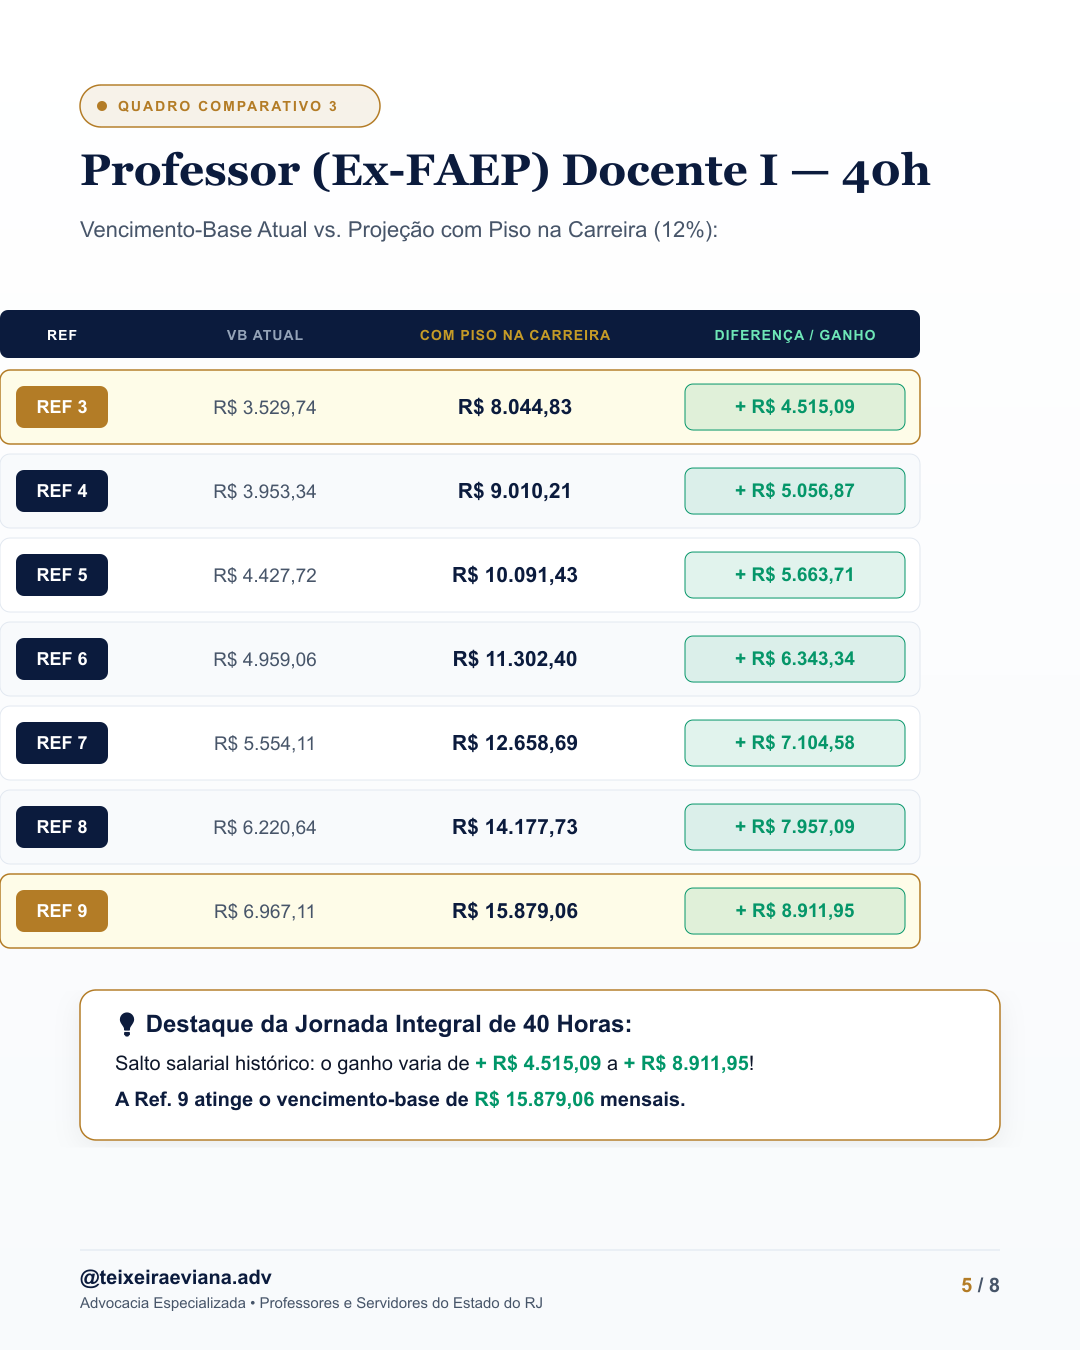 QUADRO COMPARATIVO 3
Professor (Ex-FAEP) Docente I — 40h
Vencimento-Base Atual vs. Projeção com Piso na Carreira (12%):
REF VB ATUAL COM PISO NA CARREIRA DIFERENÇA / GANHO
REF 3 R$ 3.529,74 R$ 8.044,83 + R$ 4.515,09
REF 4 R$ 3.953,34 R$ 9.010,21 + R$ 5.056,87
REF 5 R$ 4.427,72 R$ 10.091,43 + R$ 5.663,71
REF 6 R$ 4.959,06 R$ 11.302,40 + R$ 6.343,34
REF 7 R$ 5.554,11 R$ 12.658,69 + R$ 7.104,58
REF 8 R$ 6.220,64 R$ 14.177,73 + R$ 7.957,09
REF 9 R$ 6.967,11 R$ 15.879,06 + R$ 8.911,95
Destaque da Jornada Integral de 40 Horas:
Salto salarial histórico: o ganho varia de + R$ 4.515,09 a + R$ 8.911,95!
A Ref. 9 atinge o vencimento-base de R$ 15.879,06 mensais.
@teixeiraeviana.adv
Advocacia Especializada • Professores e Servidores do Estado do RJ
5 / 8